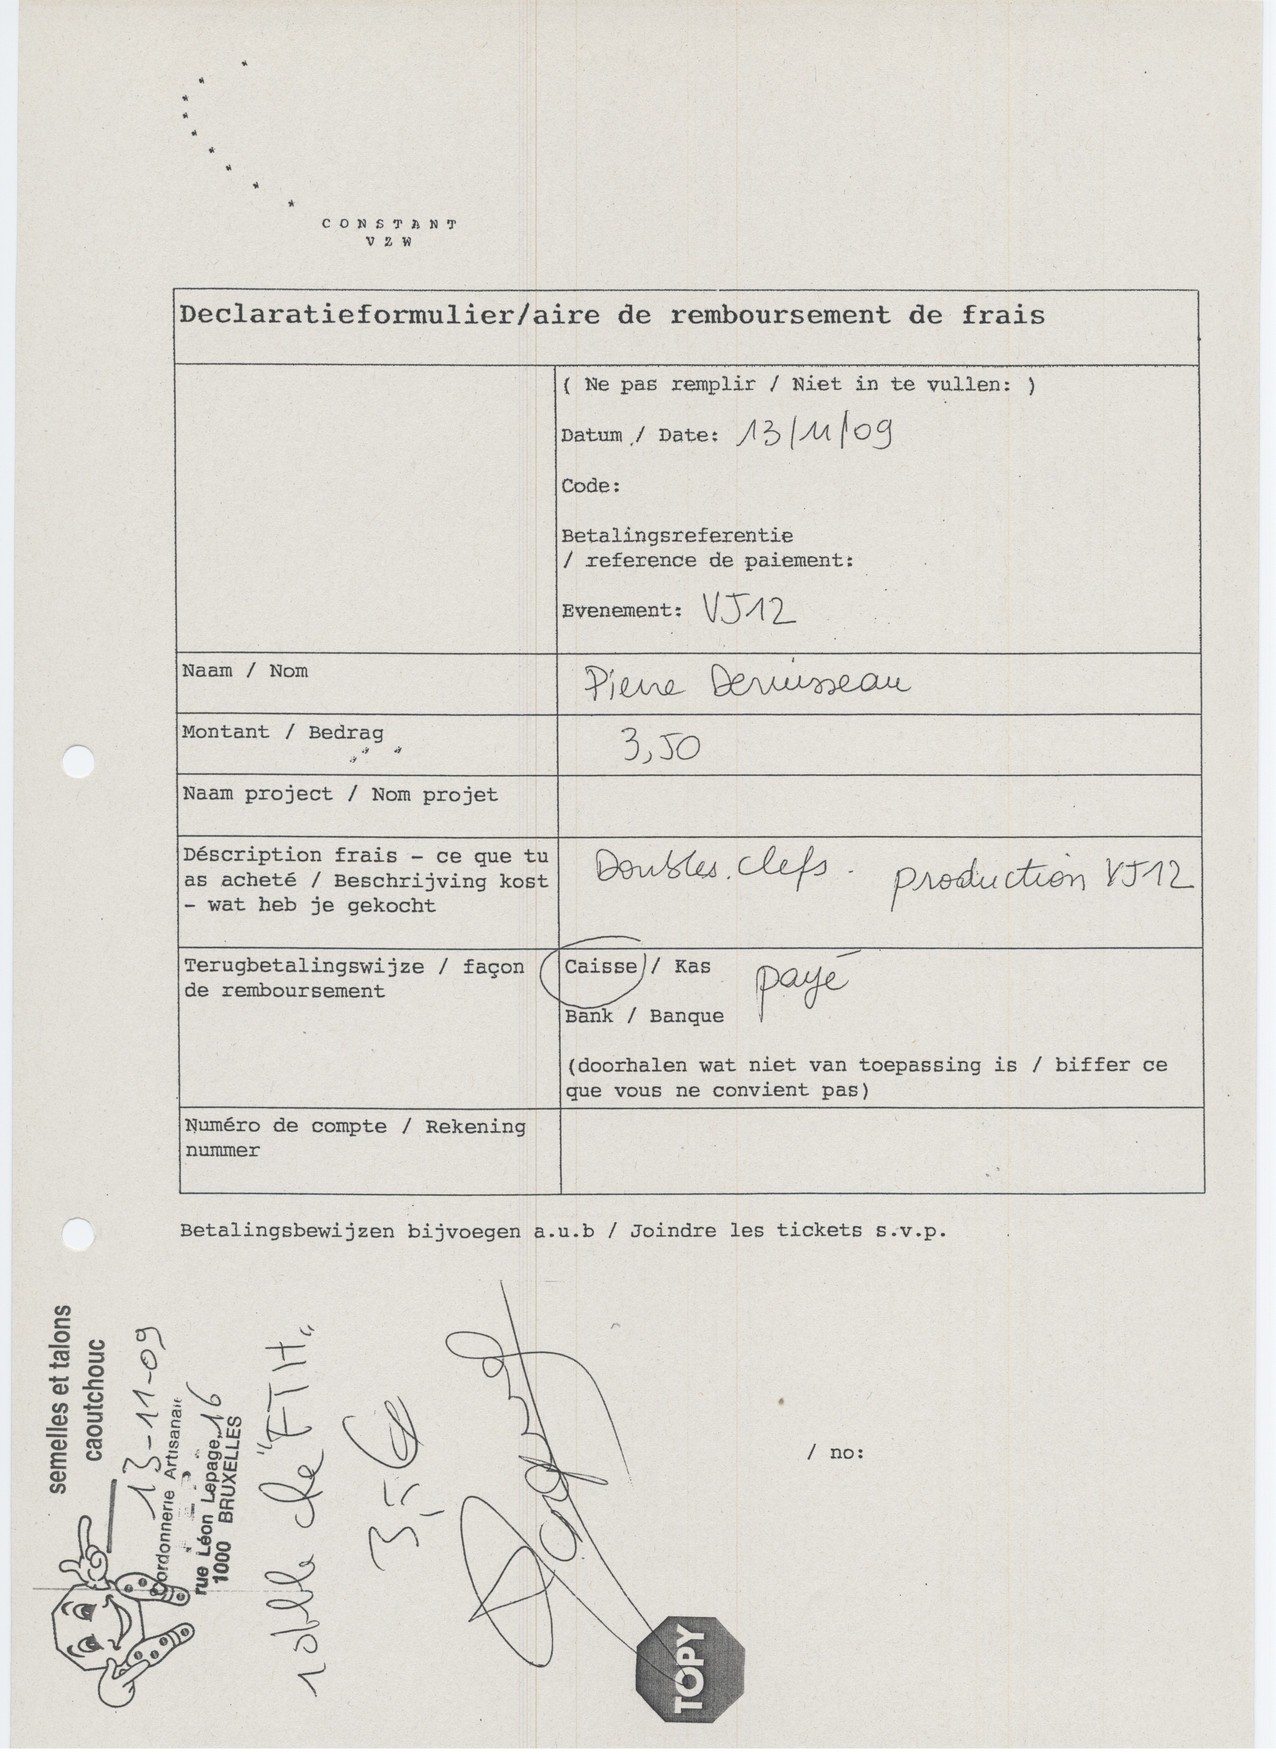 CONSTANT
VZW
Declaratieformulier/aire de remboursement de frais
( Ne pas remplir / Niet in te vullen: )
Datum / Date: 13/11/09
Code:
Betalingsreferentie
/ reference de paiement:
Evenement: VJ12
Naam / Nom
Pierre Deruisseau
Montant / Bedrag
3,50
Naam project / Nom projet
Déscription frais - ce que tu
as acheté / Beschrijving kost
- wat heb je gekocht
Doubles clefs. production VJ12
Terugbetalingswijze / façon
de remboursement
Caisse / Kas payé
Bank / Banque
(doorhalen wat niet van toepassing is / biffer ce
que vous ne convient pas)
Numéro de compte / Rekening
nummer
Betalingsbewijzen bijvoegen a.u.b / Joindre les tickets s.v.p.
/ no:
semelles et talons
caoutchouc
13-11-09
Cordonnerie Artisanale
rue Léon Lepage, 16
1000 BRUXELLES
"FTH"
TOPY